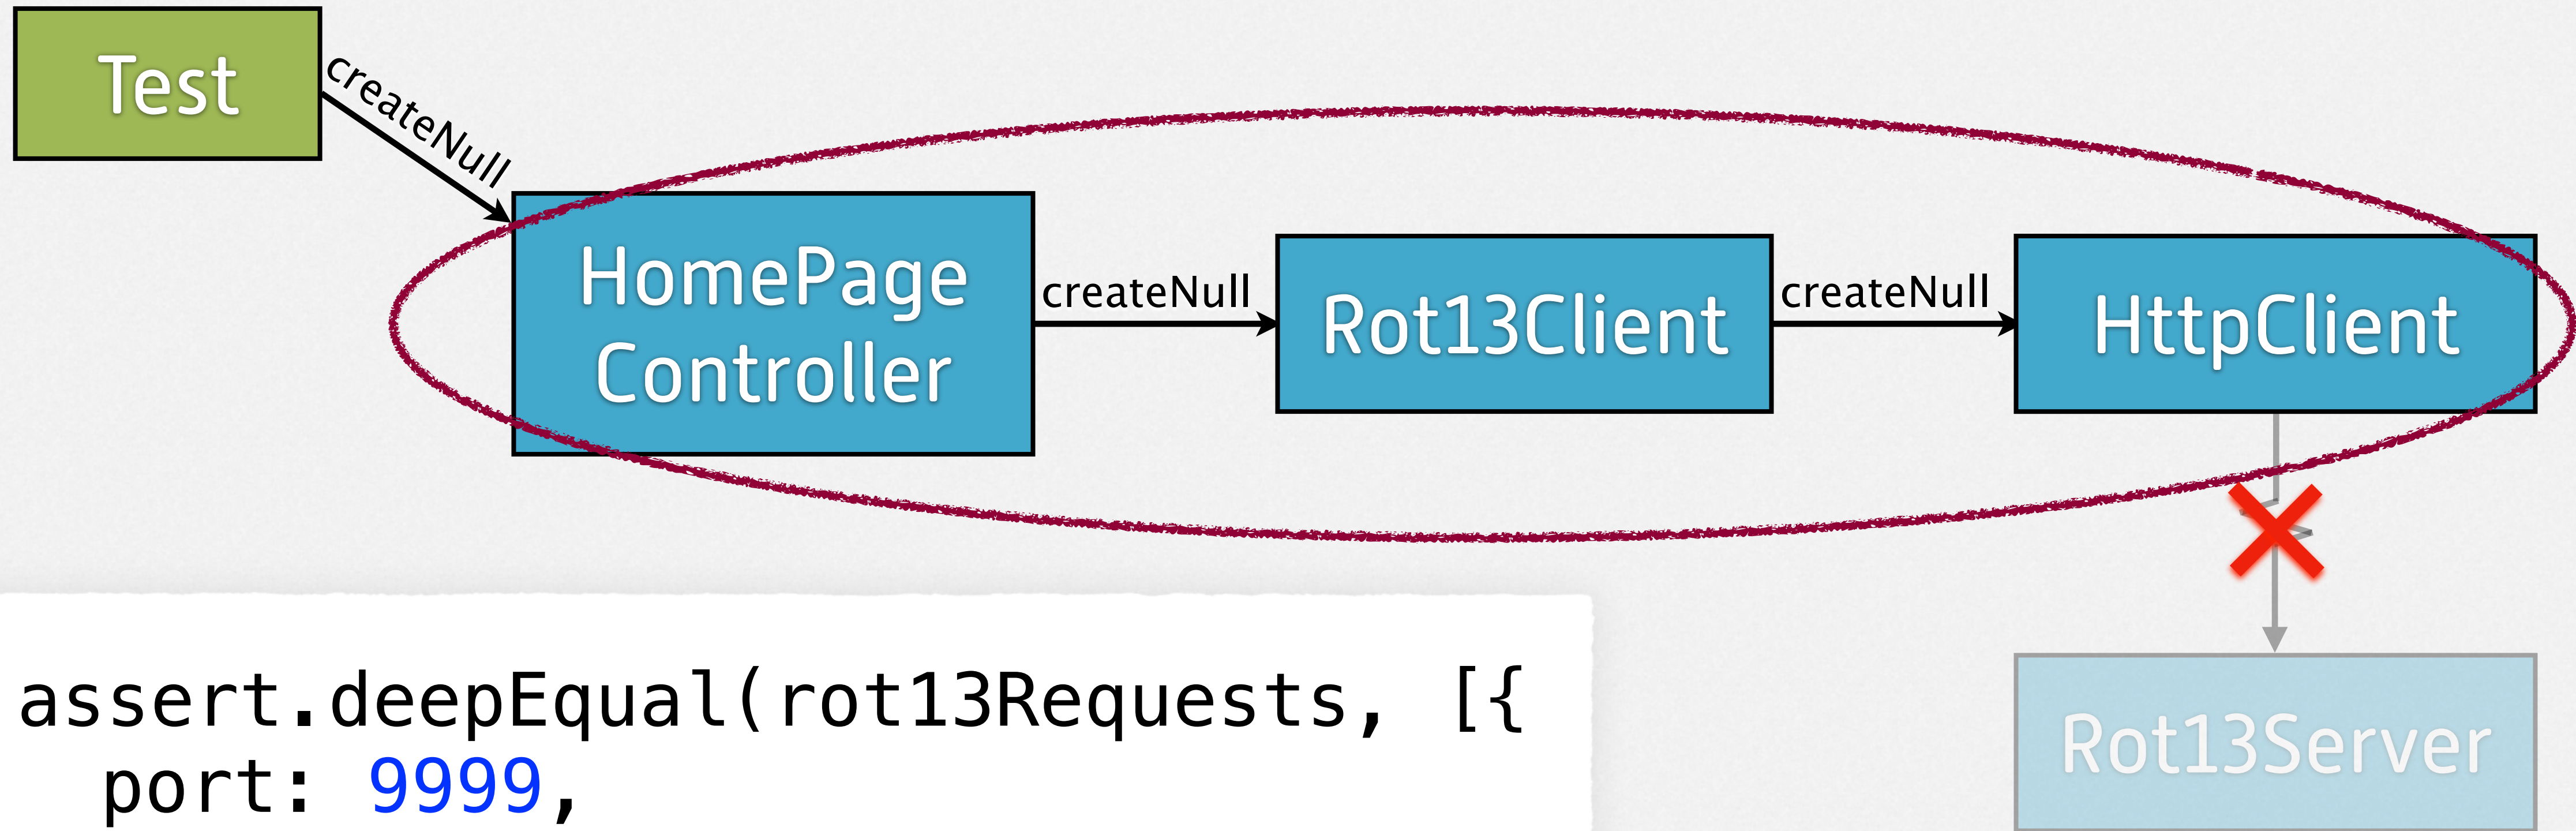 Test
createNull
HomePage
Controller
createNull
Rot13Client
createNull
HttpClient
Rot13Server
assert.deepEqual(rot13Requests, [{
  port: 9999,